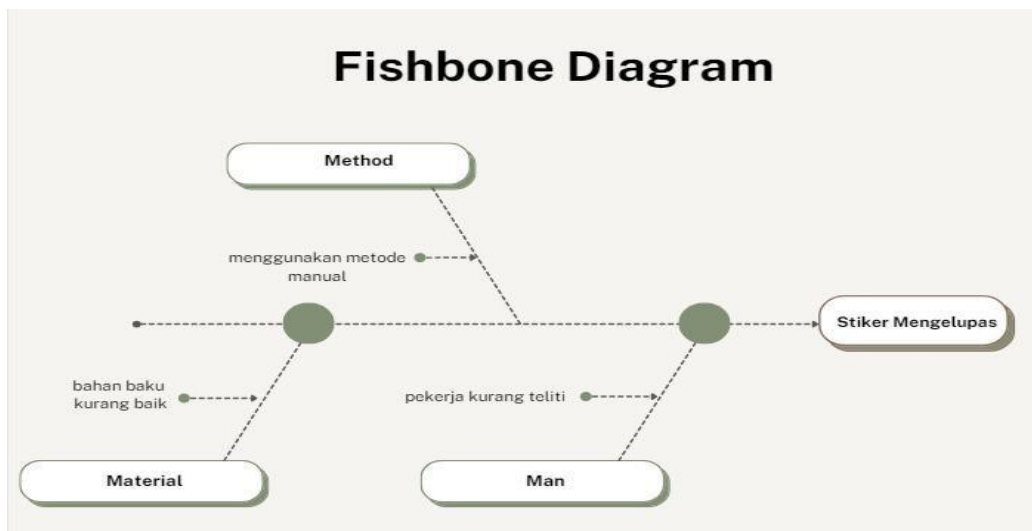 Fishbone Diagram
Method
menggunakan metode
manual
Stiker Mengelupas
bahan baku
kurang baik
pekerja kurang teliti
Material
Man